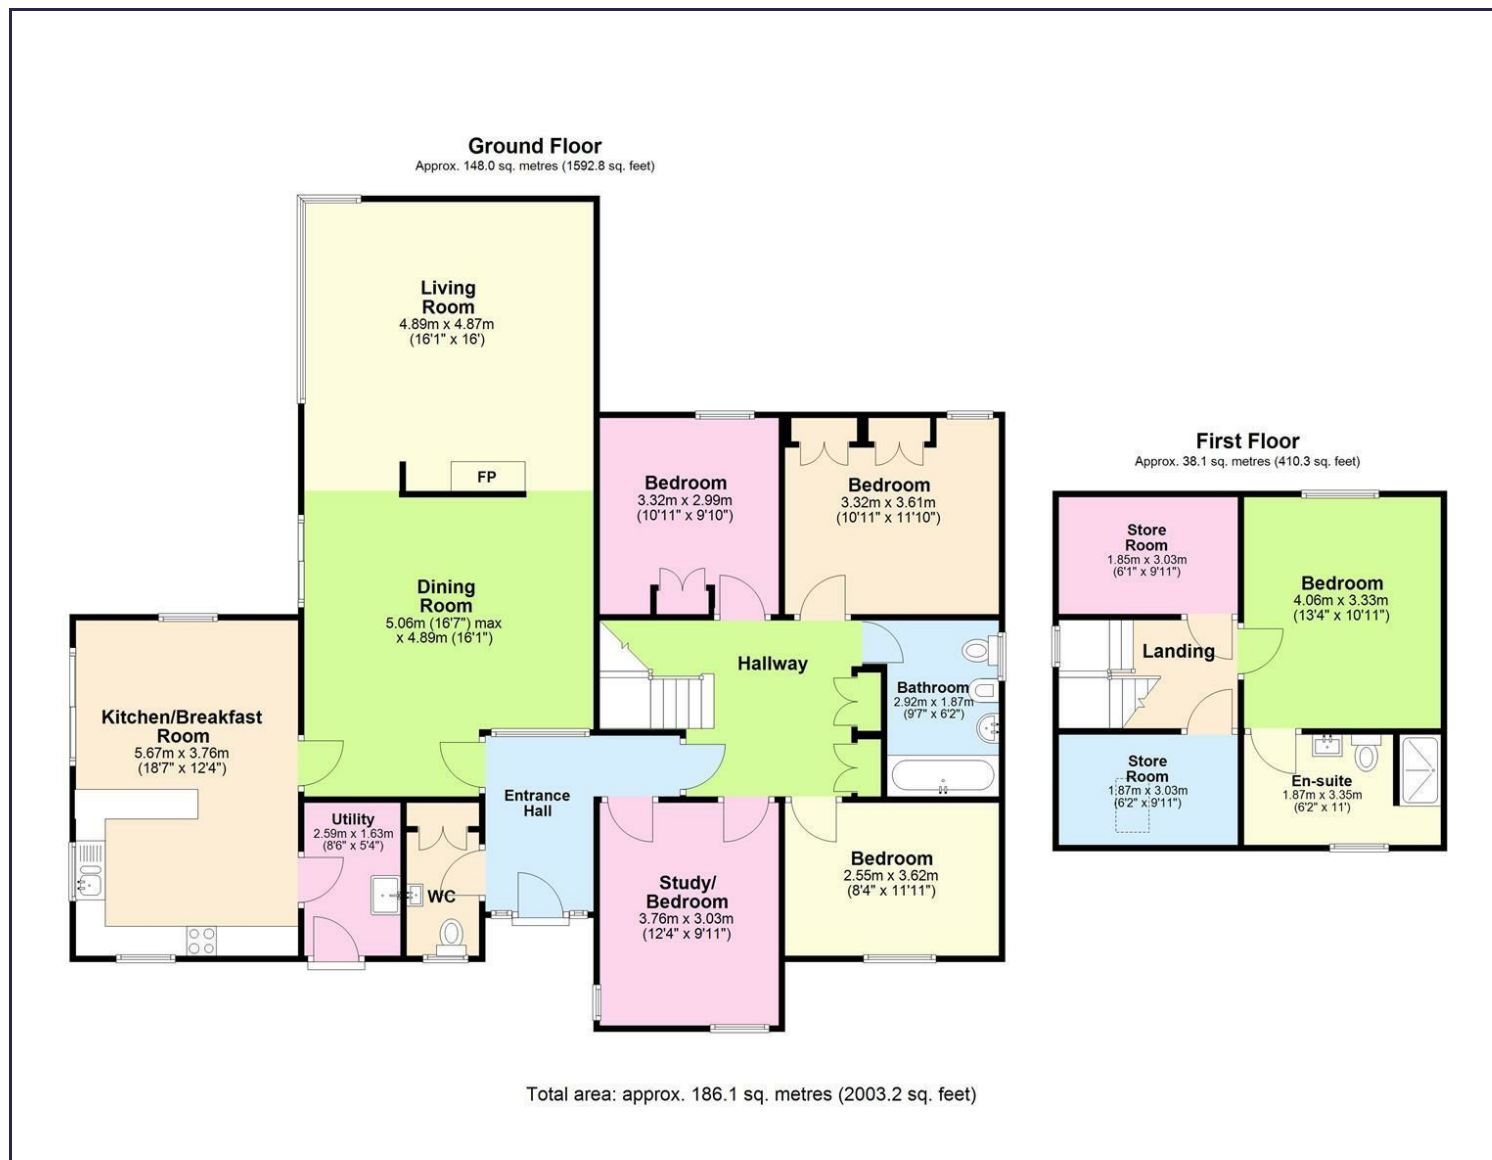 Ground Floor
Approx. 148.0 sq. metres (1592.8 sq. feet)
Living
Room
4.89m x 4.87m
(16'1" x 16')
FP
Bedroom
3.32m x 2.99m
(10'11" x 9'10")
Bedroom
3.32m x 3.61m
(10'11" x 11'10")
Dining
Room
5.06m (16'7") max
x 4.89m (16'1")
Hallway
Bathroom
2.92m x 1.87m
(9'7" x 6'2")
Kitchen/Breakfast
Room
5.67m x 3.76m
(18'7" x 12'4")
Entrance
Hall
Utility
2.59m x 1.63m
(8'6" x 5'4")
WC
Study/
Bedroom
3.76m x 3.03m
(12'4" x 9'11")
Bedroom
2.55m x 3.62m
(8'4" x 11'11")
First Floor
Approx. 38.1 sq. metres (410.3 sq. feet)
Store
Room
1.85m x 3.03m
(6'1" x 9'11")
Bedroom
4.06m x 3.33m
(13'4" x 10'11")
Landing
Store
Room
1.87m x 3.03m
(6'2" x 9'11")
En-suite
1.87m x 3.35m
(6'2" x 11')
Total area: approx. 186.1 sq. metres (2003.2 sq. feet)